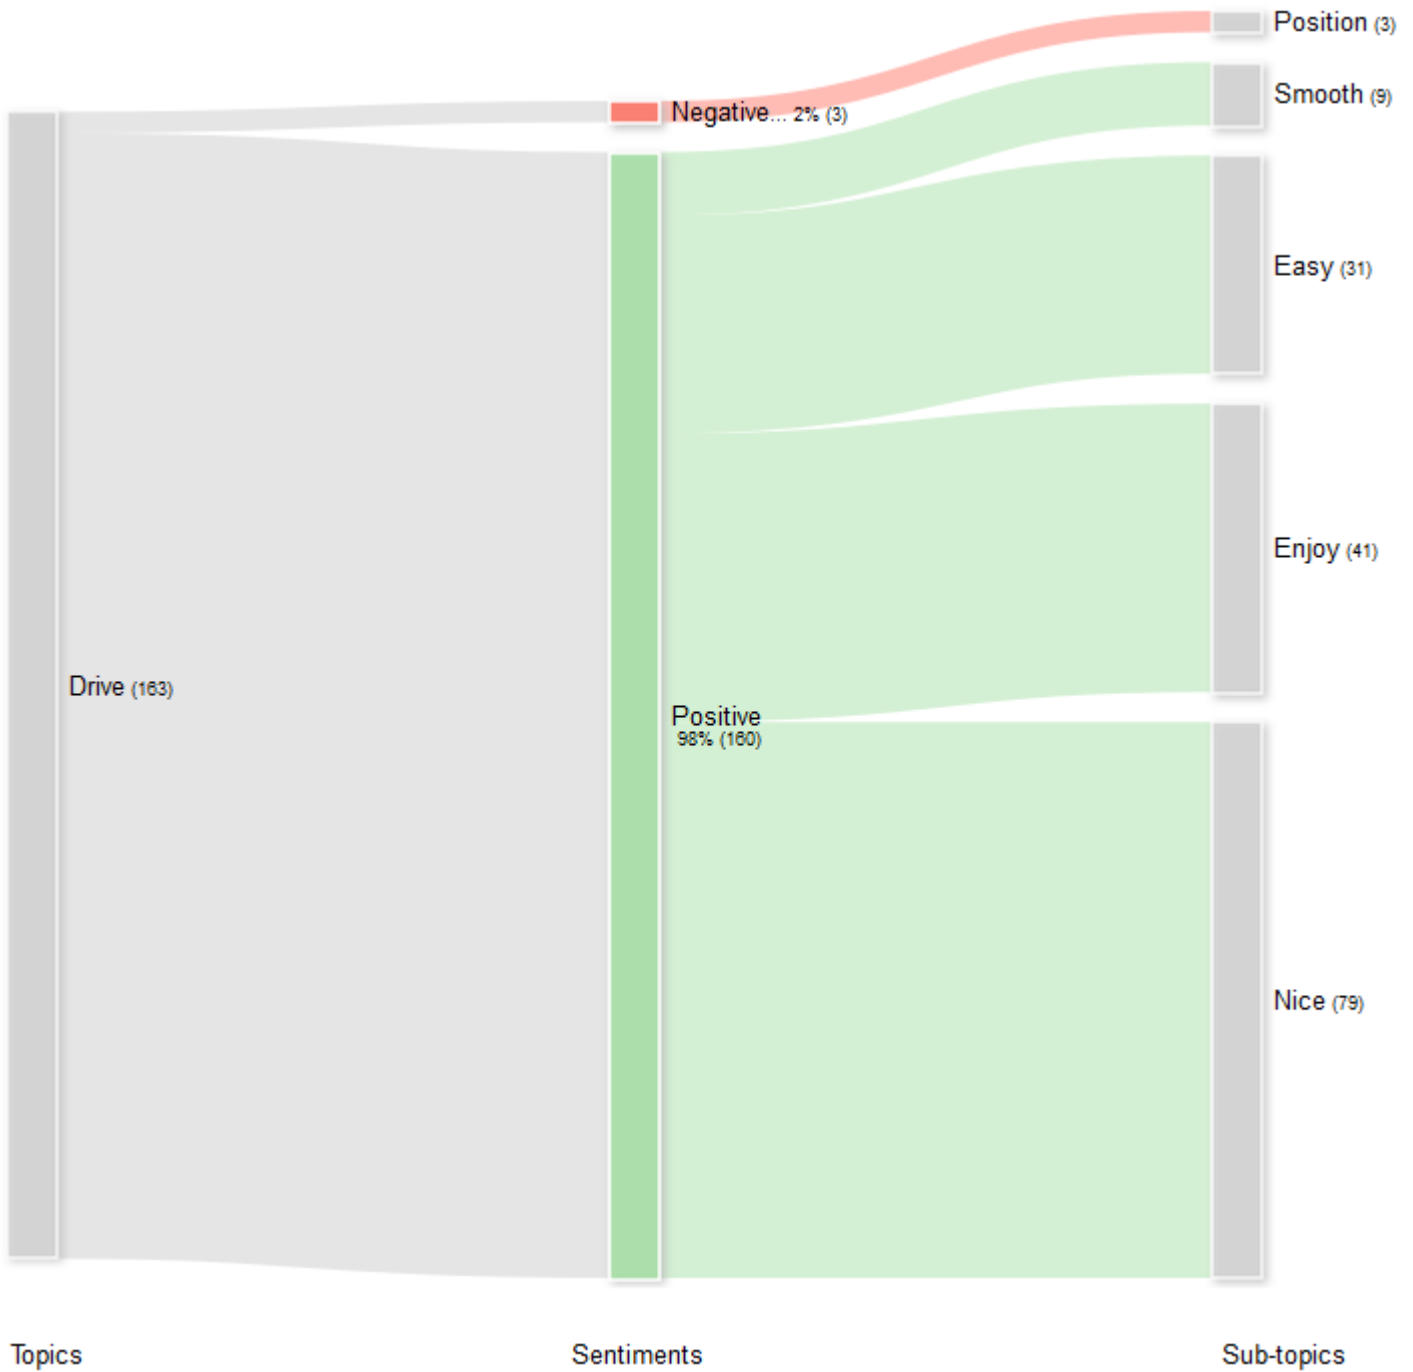 Position (3)
Smooth (9)
Negative... 2% (3)
Easy (31)
Enjoy (41)
Drive (163)
Positive
98% (160)
Nice (79)
Topics
Sentiments
Sub-topics